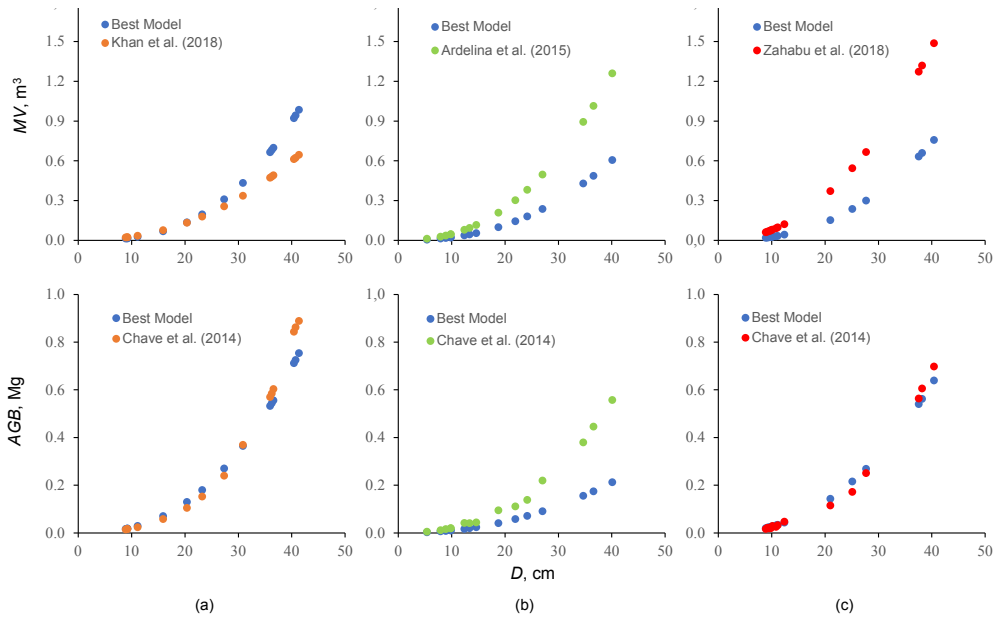 Best Model
Khan et al. (2018)
1.5
1.2
0.9
0.6
0.3
0.0
0 10 20 30 40 50
MV, m³
Best Model
Ardelina et al. (2015)
1.5
1.2
0.9
0.6
0.3
0.0
0 10 20 30 40 50
Best Model
Zahabu et al. (2018)
1.5
1.2
0.9
0.6
0.3
0.0
0 10 20 30 40 50
Best Model
Chave et al. (2014)
1.0
0.8
0.6
0.4
0.2
0.0
0 10 20 30 40 50
AGB, Mg
Best Model
Chave et al. (2014)
1,0
0.8
0.6
0.4
0.2
0.0
0 10 20 30 40 50
Best Model
Chave et al. (2014)
1.0
0.8
0.6
0.4
0.2
0.0
0 10 20 30 40 50
D, cm
(a)
(b)
(c)